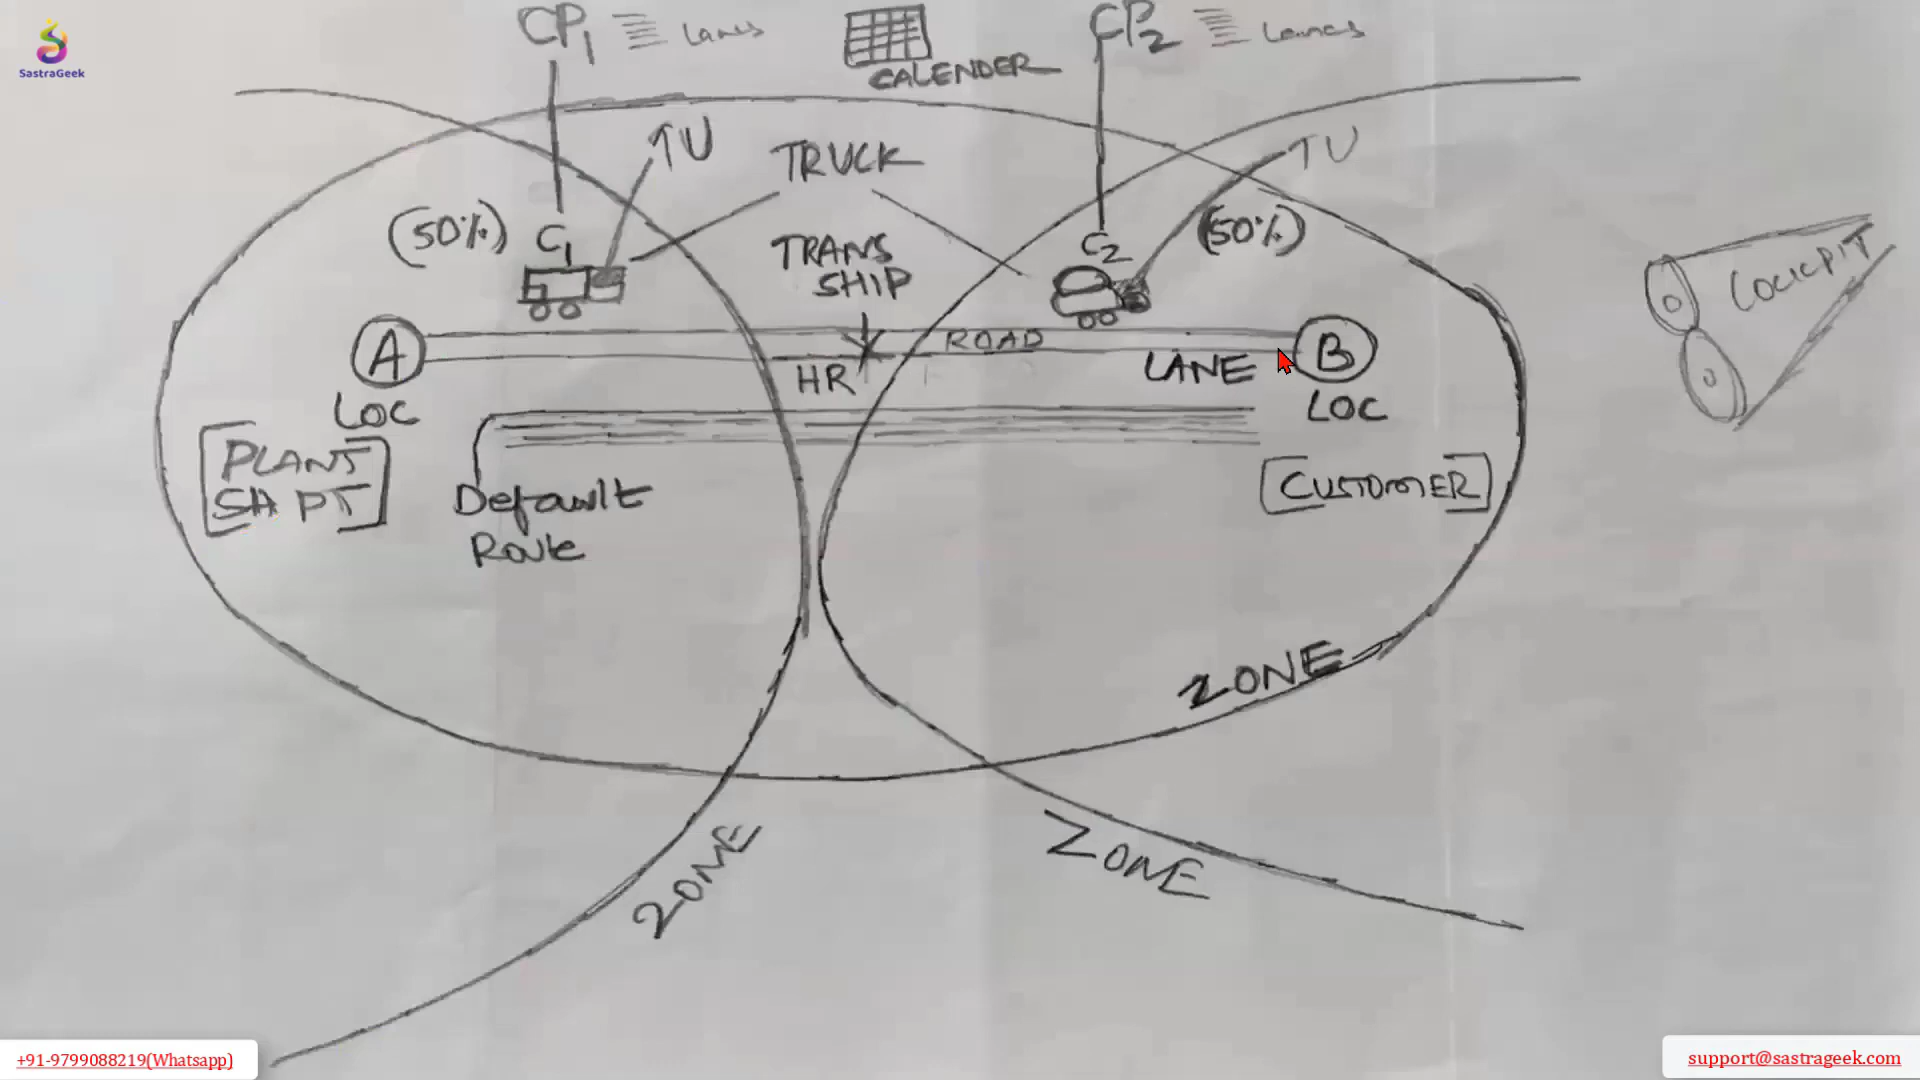 SastraGeek
CP1 Lanes
CALENDER
CP2 Lanes
TU
TRUCK
TU
(50%) C1
TRANS
SHIP
C2 (50%)
COCKPIT
A
ROAD
B
HR
LANE
LOC
LOC
PLANT
SH PT
Default
Route
CUSTOMER
ZONE
ZONE
ZONE
+91-9799088219(Whatsapp)
support@sastrageek.com